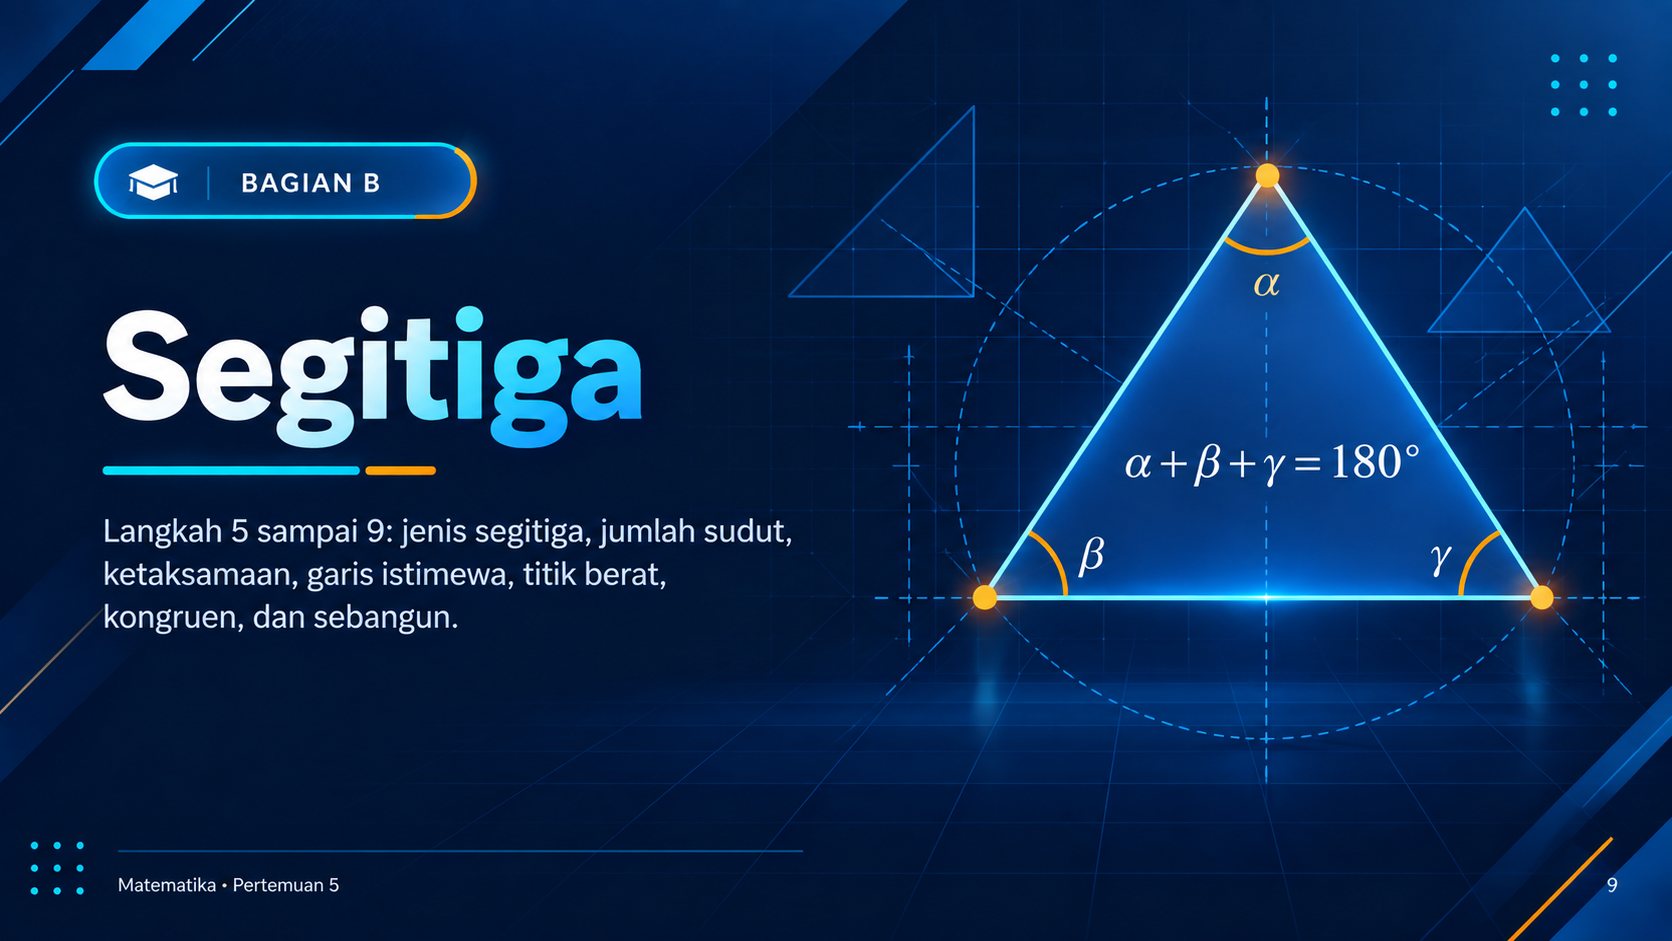 BAGIAN B
Segitiga
Langkah 5 sampai 9: jenis segitiga, jumlah sudut,
ketaksamaan, garis istimewa, titik berat,
kongruen, dan sebangun.
α
α + β + γ = 180°
β
γ
Matematika • Pertemuan 5
9